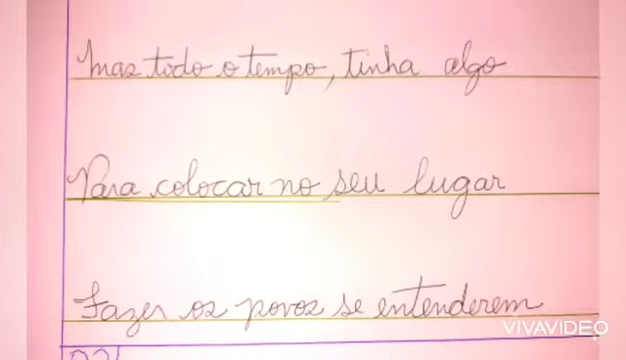 Mas todo o tempo, tinha algo
Para colocar no seu lugar
Fazer os povos se entenderem
VIVAVIDEO